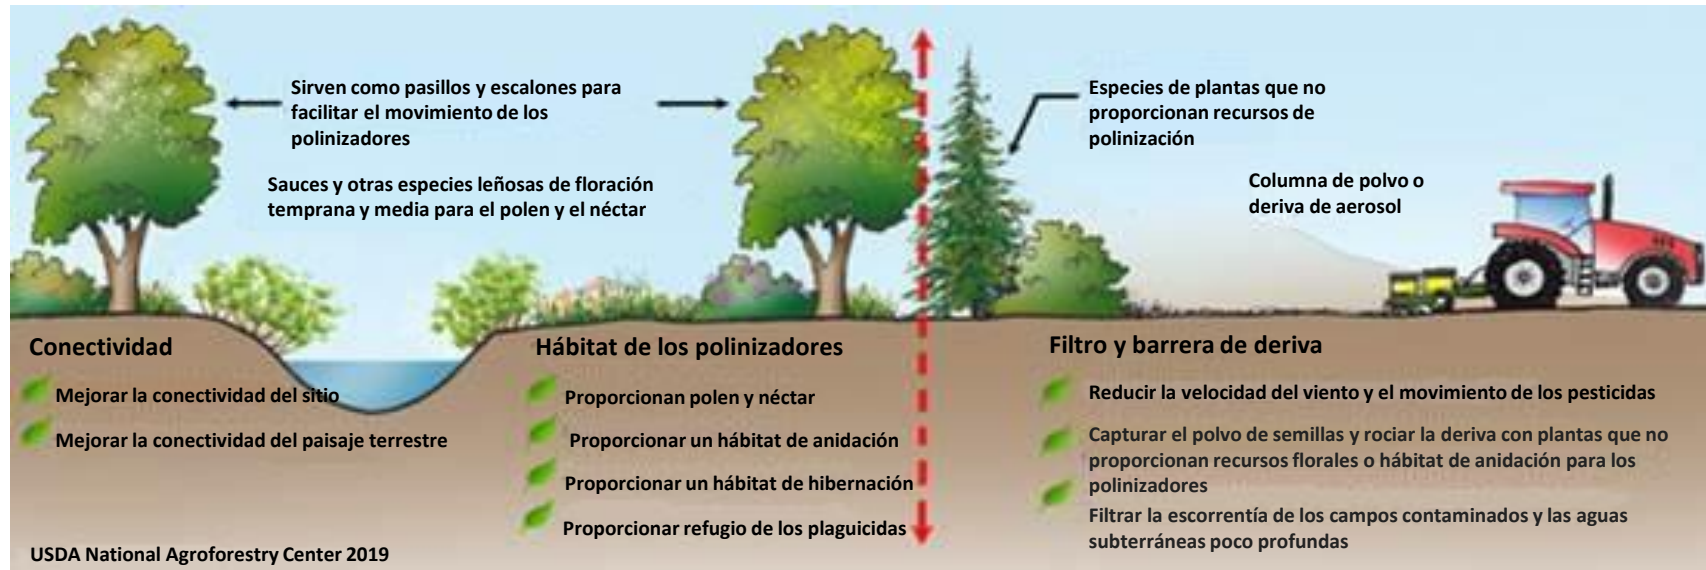 Sirven como pasillos y escalones para
facilitar el movimiento de los
polinizadores
Sauces y otras especies leñosas de floración
temprana y media para el polen y el néctar
Especies de plantas que no
proporcionan recursos de
polinización
Columna de polvo o
deriva de aerosol
Conectividad
Mejorar la conectividad del sitio
Mejorar la conectividad del paisaje terrestre
Hábitat de los polinizadores
Proporcionan polen y néctar
Proporcionar un hábitat de anidación
Proporcionar un hábitat de hibernación
Proporcionar refugio de los plaguicidas
Filtro y barrera de deriva
Reducir la velocidad del viento y el movimiento de los pesticidas
Capturar el polvo de semillas y rociar la deriva con plantas que no
proporcionan recursos florales o hábitat de anidación para los
polinizadores
Filtrar la escorrentía de los campos contaminados y las aguas
subterráneas poco profundas
USDA National Agroforestry Center 2019